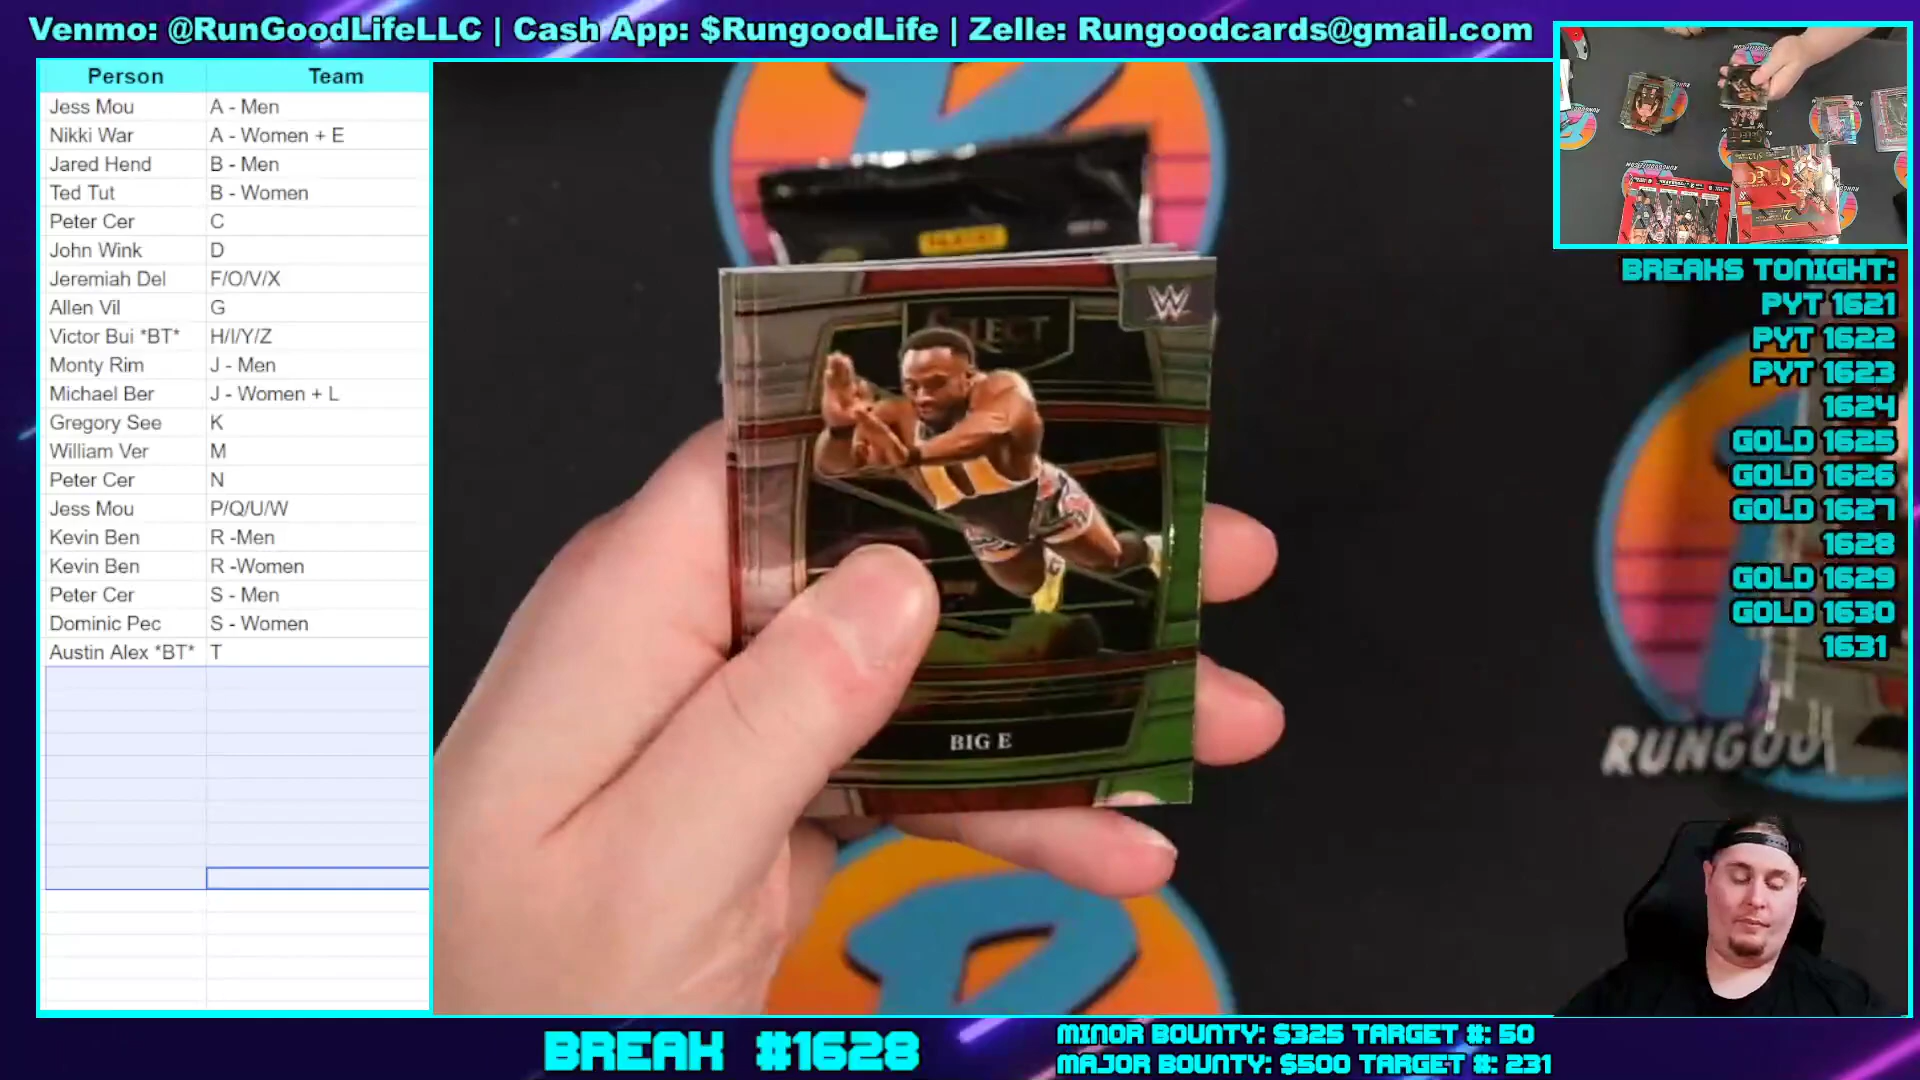 Venmo: @RunGoodLifeLLC | Cash App: $RungoodLife | Zelle: Rungoodcards@gmail.com
Person Team
Jess Mou A - Men
Nikki War A - Women + E
Jared Hend B - Men
Ted Tut B - Women
Peter Cer C
John Wink D
Jeremiah Del F/O/V/X
Allen Vil G
Victor Bui *BT* H/I/Y/Z
Monty Rim J - Men
Michael Ber J - Women + L
Gregory See K
William Ver M
Peter Cer N
Jess Mou P/Q/U/W
Kevin Ben R -Men
Kevin Ben R -Women
Peter Cer S - Men
Dominic Pec S - Women
Austin Alex *BT* T
PANINI
W
SELECT
BIG E
BREAKS TONIGHT:
PYT 1621
PYT 1622
PYT 1623
1624
GOLD 1625
GOLD 1626
GOLD 1627
1628
GOLD 1629
GOLD 1630
1631
RUNGOO
BREAK #1628
MINOR BOUNTY: $325 TARGET #: 50
MAJOR BOUNTY: $500 TARGET #: 231